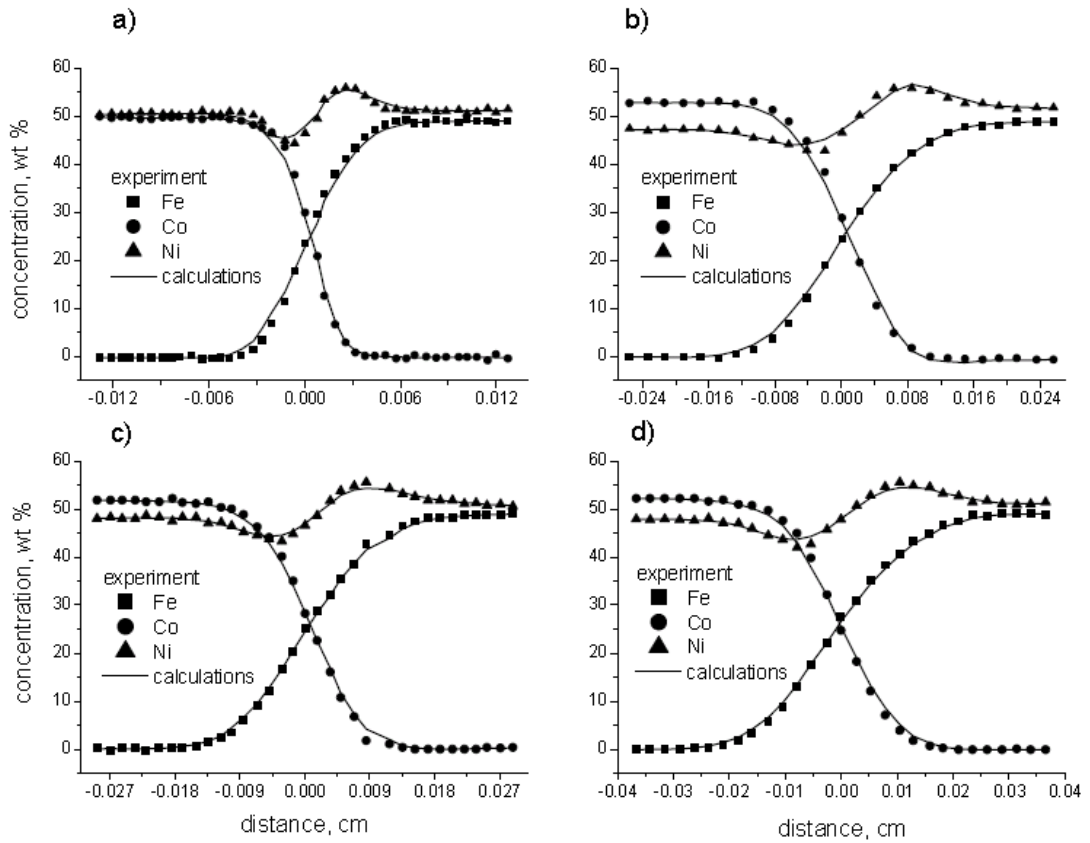 a)
60
50
40
30
20
10
0
concentration, wt %
experiment
Fe
Co
Ni
calculations
-0.012 -0.006 0.000 0.006 0.012
b)
60
50
40
30
20
10
0
experiment
Fe
Co
Ni
calculations
-0.024 -0.016 -0.008 0.000 0.008 0.016 0.024
c)
60
50
40
30
20
10
0
concentration, wt %
experiment
Fe
Co
Ni
calculations
-0.027 -0.018 -0.009 0.000 0.009 0.018 0.027
distance, cm
d)
60
50
40
30
20
10
0
experiment
Fe
Co
Ni
calculations
-0.04 -0.03 -0.02 -0.01 0.00 0.01 0.02 0.03 0.04
distance, cm